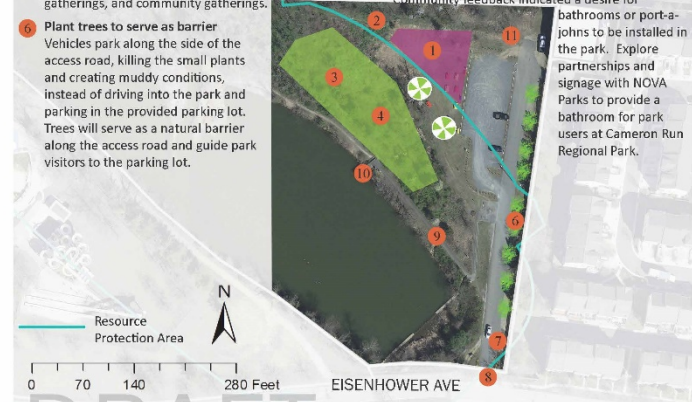 gatherings, and community gatherings.
6 Plant trees to serve as barrier
Vehicles park along the side of the
access road, killing the small plants
and creating muddy conditions,
instead of driving into the park and
parking in the provided parking lot.
Trees will serve as a natural barrier
along the access road and guide park
visitors to the parking lot.
Community feedback indicated a desire for
bathrooms or port-a-
johns to be installed in
the park. Explore
partnerships and
signage with NOVA
Parks to provide a
bathroom for park
users at Cameron Run
Regional Park.
2
1
11
3
4
10
6
9
7
8
N
Resource
Protection Area
0 70 140 280 Feet
EISENHOWER AVE
DRAFT